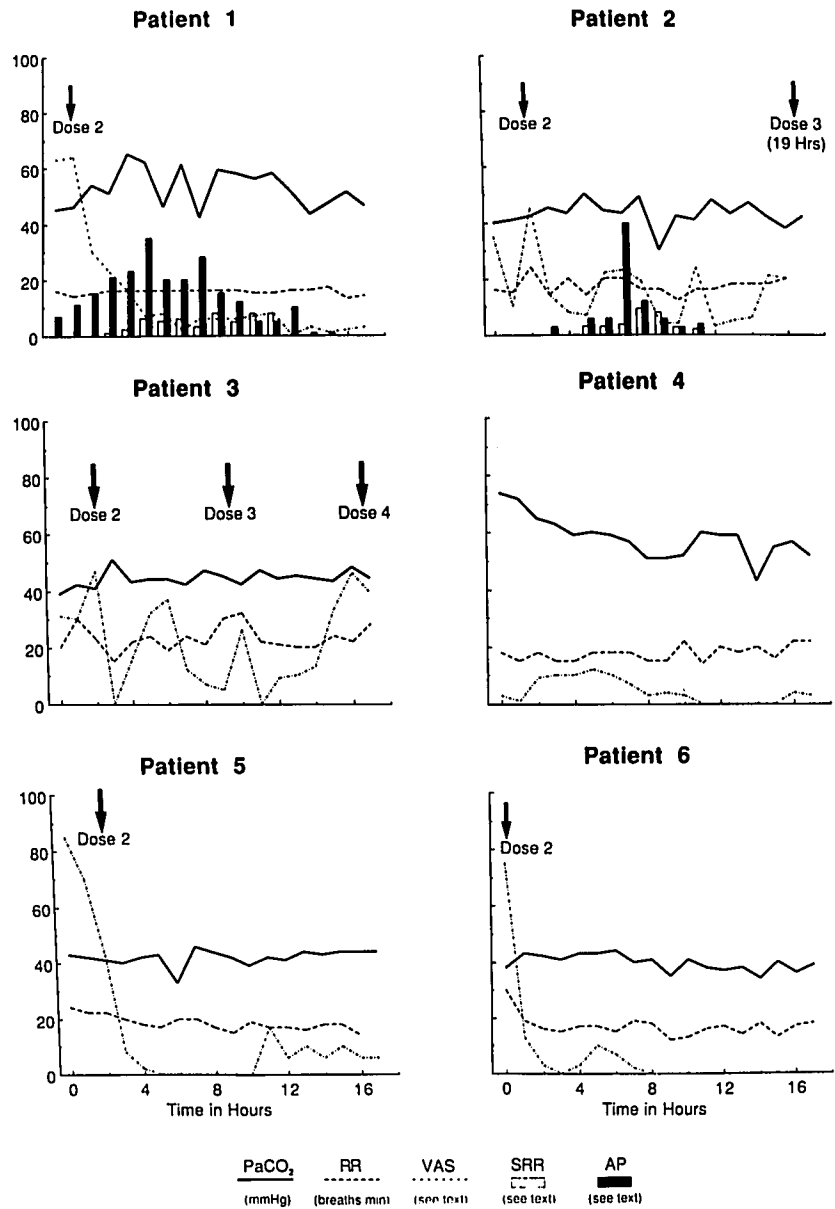 Patient 1
Patient 2
100
80
60
40
20
0
Dose 2
Dose 2
Dose 3
(19 Hrs)
Patient 3
Patient 4
100
80
60
40
20
0
Dose 2
Dose 3
Dose 4
Patient 5
Patient 6
100
80
60
40
20
0
Dose 2
Dose 2
0 4 8 12 16
0 4 8 12 16
Time in Hours
Time in Hours
PaCO₂ RR VAS SRR AP
(mmHg) (breaths min) (see text) (see text) (see text)